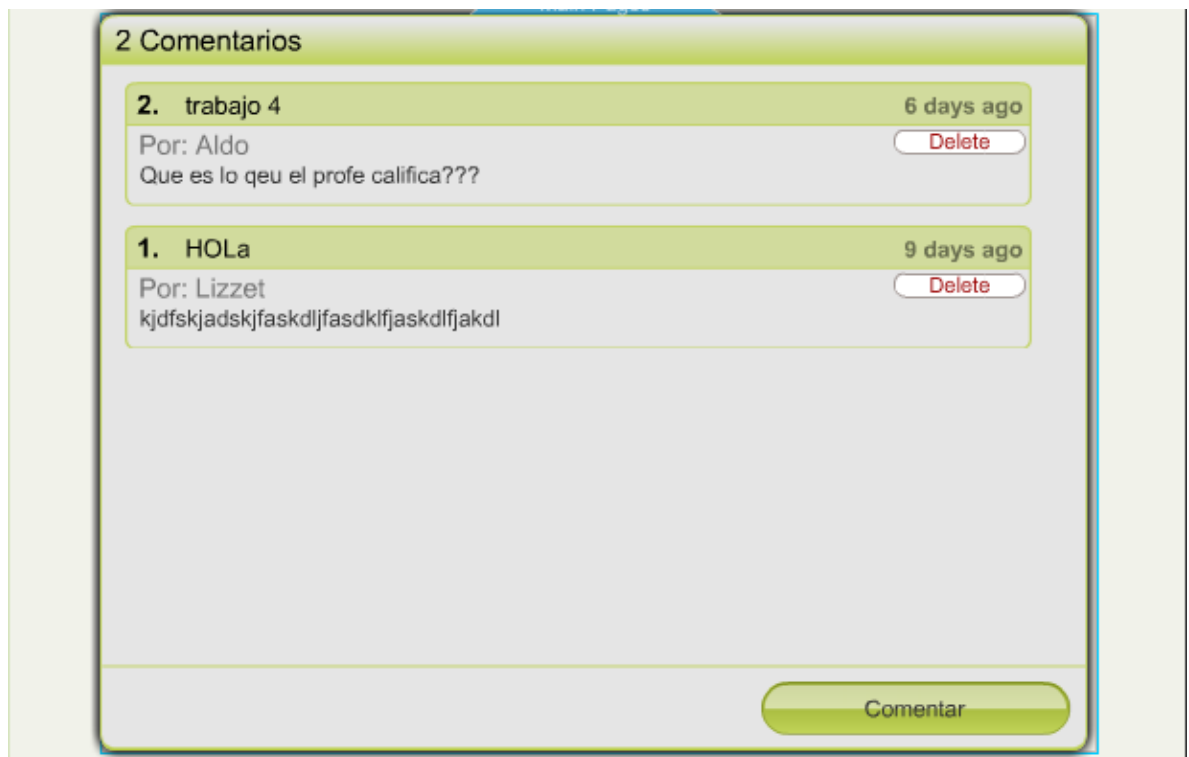 2 Comentarios
2. trabajo 4 6 days ago
Por: Aldo Delete
Que es lo qeu el profe califica???
1. HOLa 9 days ago
Por: Lizzet Delete
kjdfskjadskjfaskdljfasdklfjaskdlfjakdl
Comentar